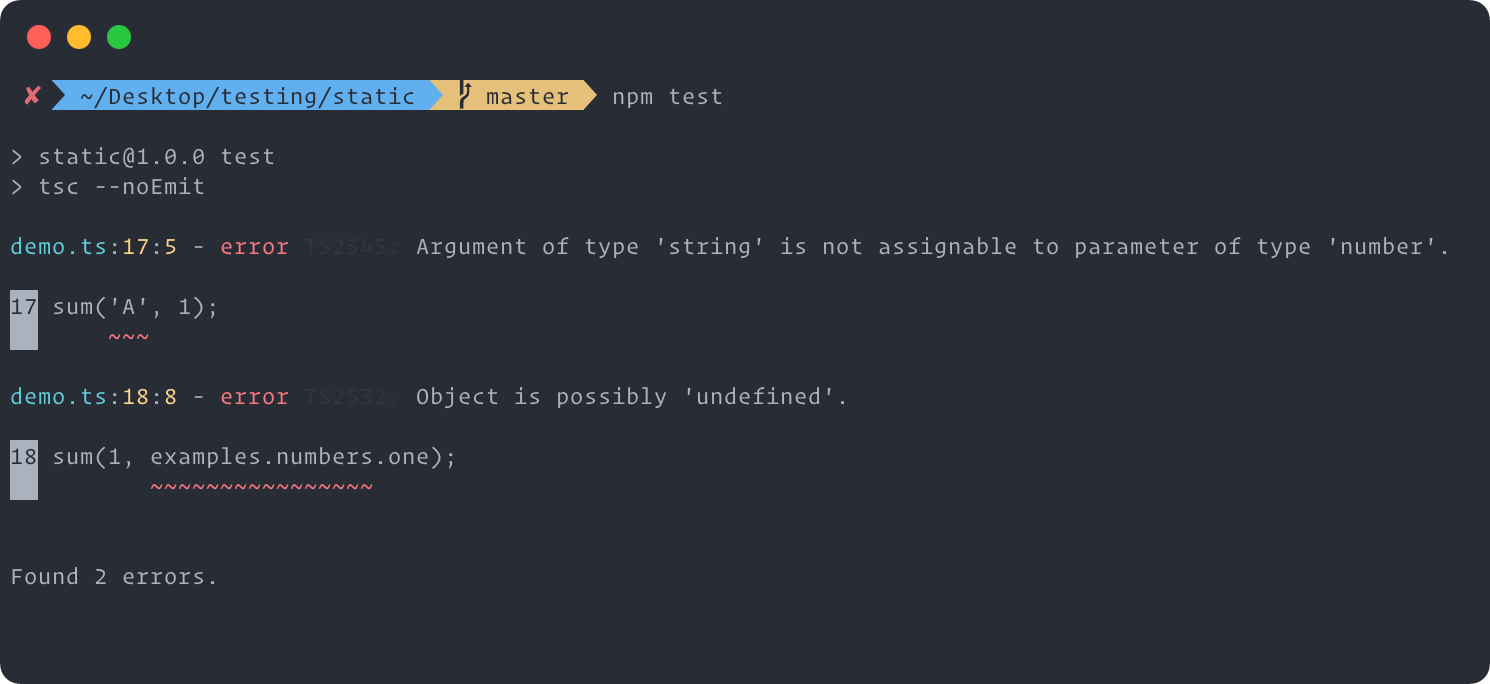 ✘ ~/Desktop/testing/static master npm test
> static@1.0.0 test
> tsc --noEmit
demo.ts:17:5 - error TS2345: Argument of type 'string' is not assignable to parameter of type 'number'.
17 sum('A', 1);
~~~
demo.ts:18:8 - error TS2532: Object is possibly 'undefined'.
18 sum(1, examples.numbers.one);
~~~~~~~~~~~~~~~~
Found 2 errors.